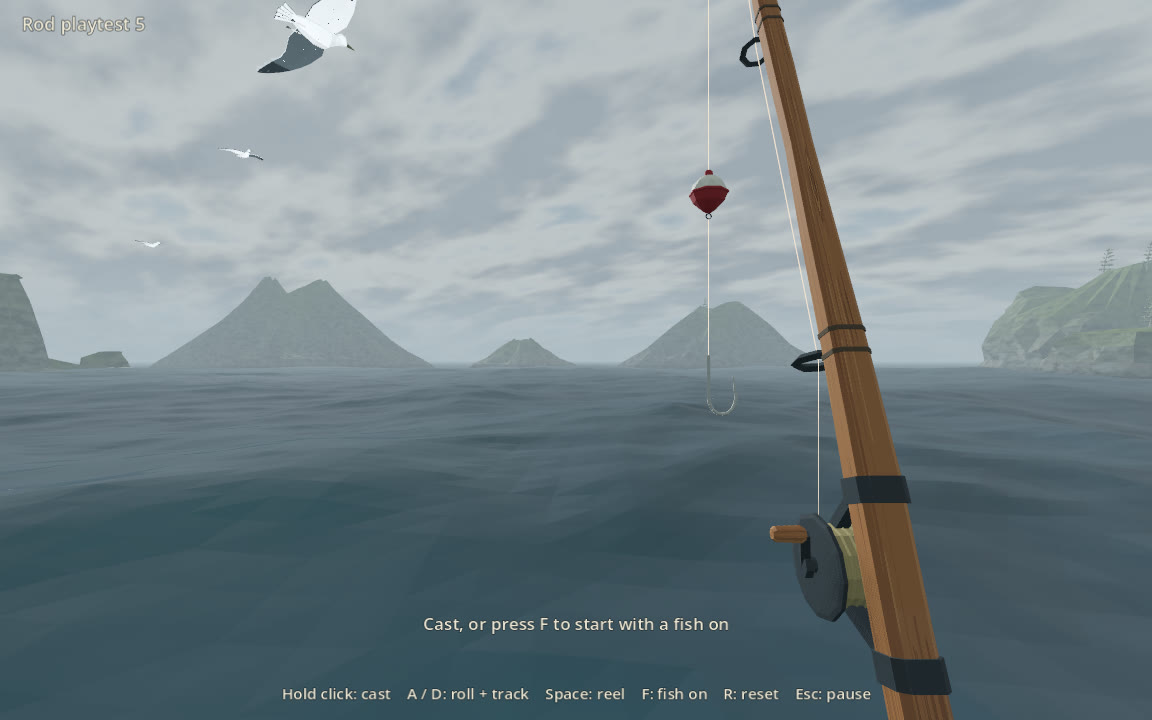 Rod playtest 5
Cast, or press F to start with a fish on
Hold click: cast A / D: roll + track Space: reel F: fish on R: reset Esc: pause